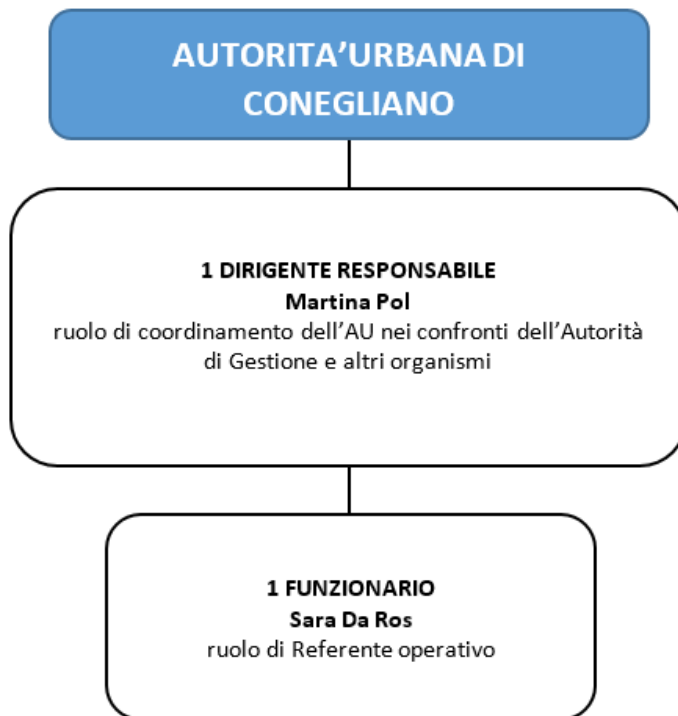 AUTORITA’URBANA DI
CONEGLIANO
1 DIRIGENTE RESPONSABILE
Martina Pol
ruolo di coordinamento dell’AU nei confronti dell’Autorità
di Gestione e altri organismi
1 FUNZIONARIO
Sara Da Ros
ruolo di Referente operativo